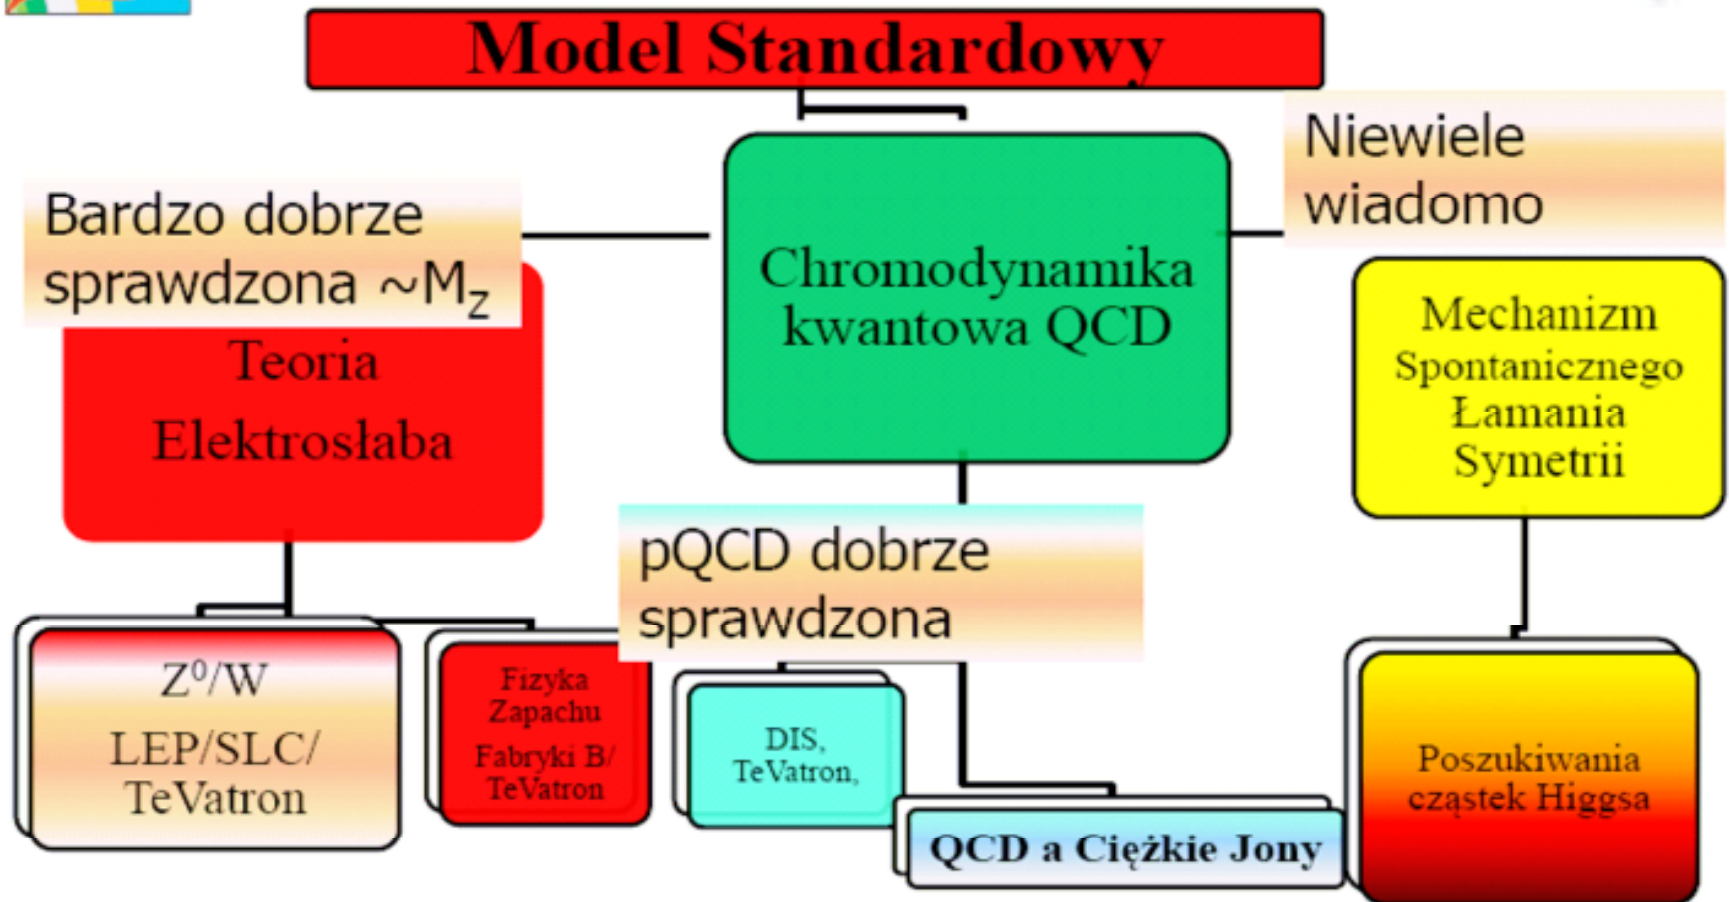 Model Standardowy
Niewiele
wiadomo
Bardzo dobrze
sprawdzona ~M_Z
Teoria
Elektrosłaba
Chromodynamika
kwantowa QCD
Mechanizm
Spontanicznego
Łamania
Symetrii
pQCD dobrze
sprawdzona
Z⁰/W
LEP/SLC/
TeVatron
Fizyka
Zapachu
Fabryki B/
TeVatron
DIS,
TeVatron,
QCD a Ciężkie Jony
Poszukiwania
cząstek Higgsa